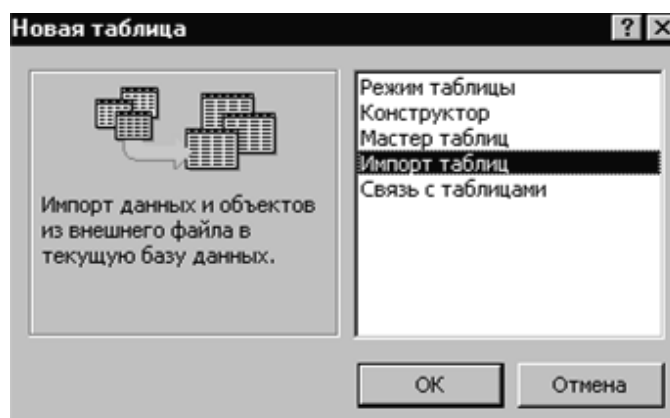 Новая таблица
Режим таблицы
Конструктор
Мастер таблиц
Импорт таблиц
Связь с таблицами
Импорт данных и объектов
из внешнего файла в
текущую базу данных.
ОК
Отмена